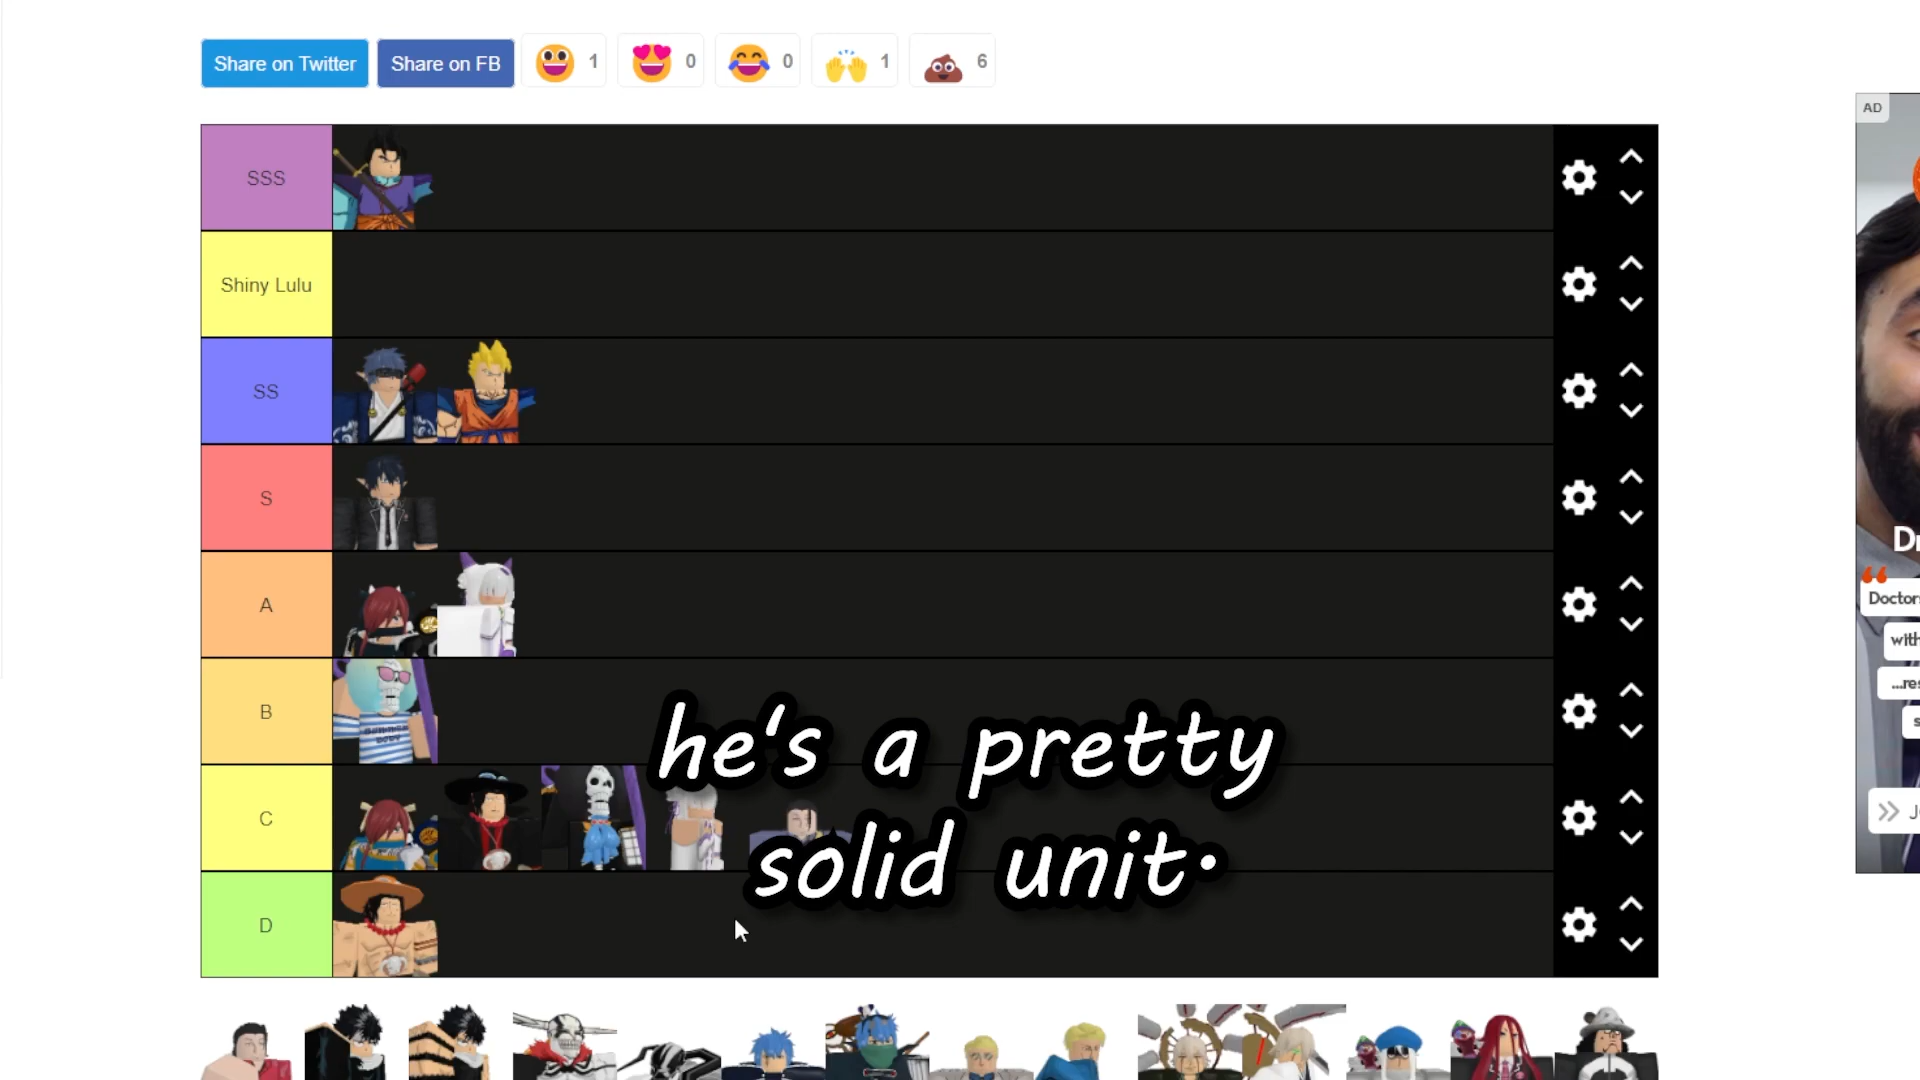 Share on Twitter
Share on FB
1
0
0
1
6
AD
SSS
Shiny Lulu
SS
S
A
B
C
D
he's a pretty
solid unit.
“
Doctor
with
...re